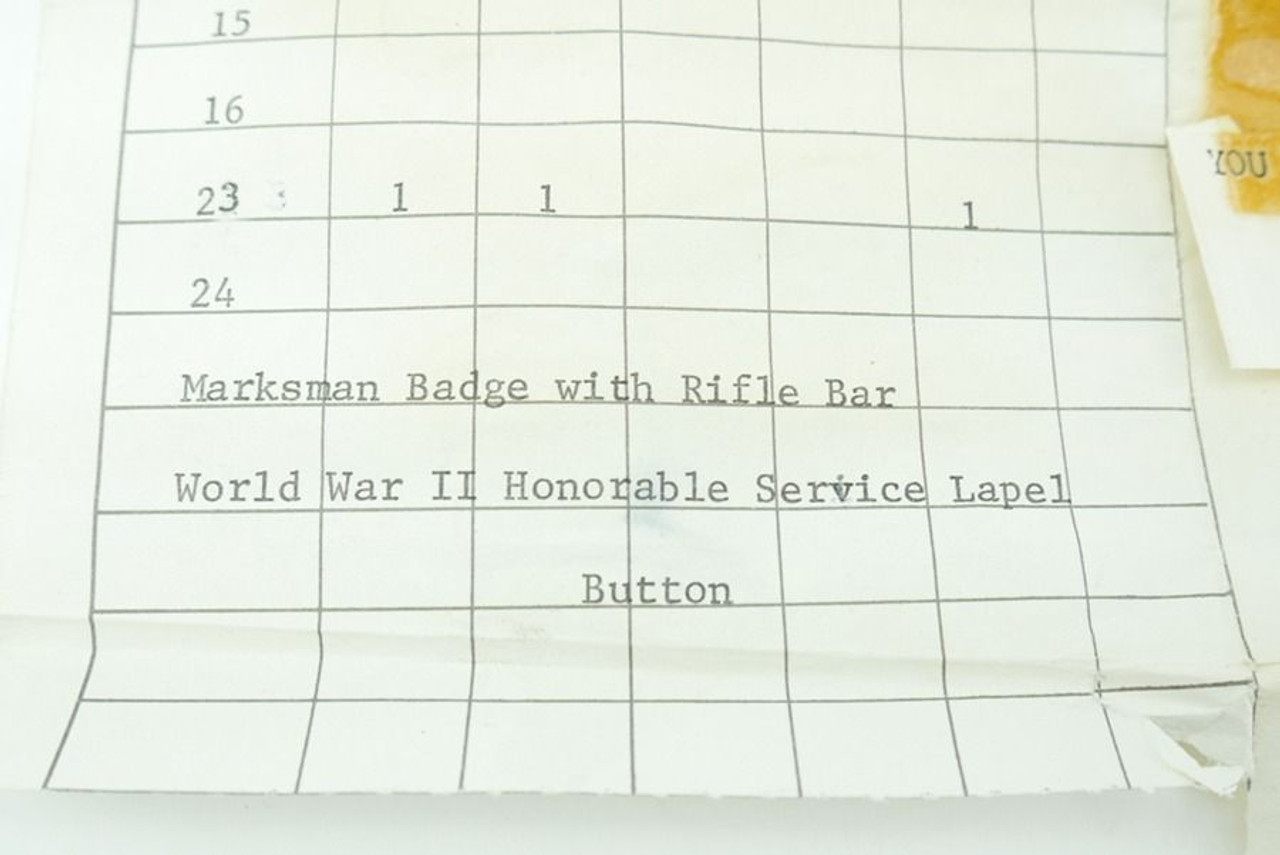 15
16
23 1 1 1
24
Marksman Badge with Rifle Bar
World War II Honorable Service Lapel
Button
YOU